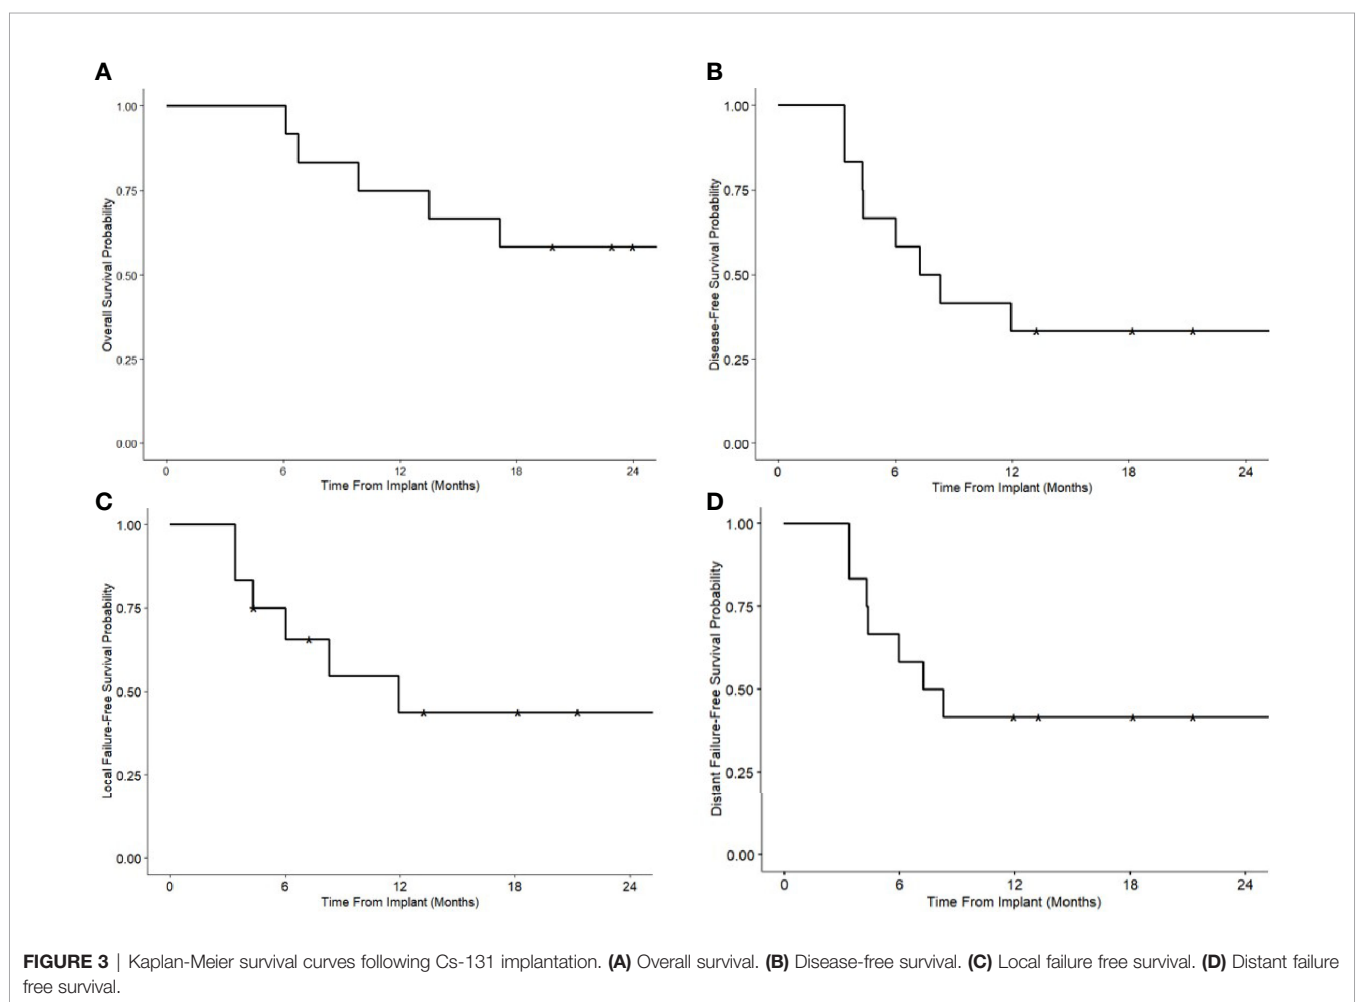 A
1.00
0.75
0.50
0.25
0.00
Overall Survival Probability
0 6 12 18 24
Time From Implant (Months)
B
1.00
0.75
0.50
0.25
0.00
Disease-Free Survival Probability
0 6 12 18 24
Time From Implant (Months)
C
1.00
0.75
0.50
0.25
0.00
Local Failure-Free Survival Probability
0 6 12 18 24
Time From Implant (Months)
D
1.00
0.75
0.50
0.25
0.00
Distant Failure-Free Survival Probability
0 6 12 18 24
Time From Implant (Months)
FIGURE 3 | Kaplan-Meier survival curves following Cs-131 implantation. (A) Overall survival. (B) Disease-free survival. (C) Local failure free survival. (D) Distant failure
free survival.